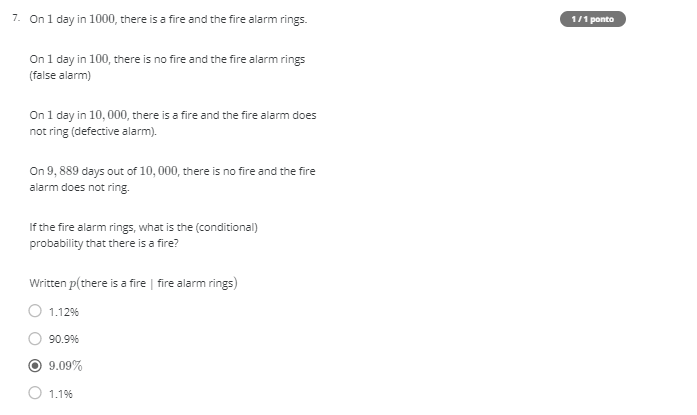 7. On 1 day in 1000, there is a fire and the fire alarm rings.
1 / 1 ponto
On 1 day in 100, there is no fire and the fire alarm rings
(false alarm)
On 1 day in 10, 000, there is a fire and the fire alarm does
not ring (defective alarm).
On 9, 889 days out of 10, 000, there is no fire and the fire
alarm does not ring.
If the fire alarm rings, what is the (conditional)
probability that there is a fire?
Written p(there is a fire | fire alarm rings)
1.12%
90.9%
9.09%
1.1%